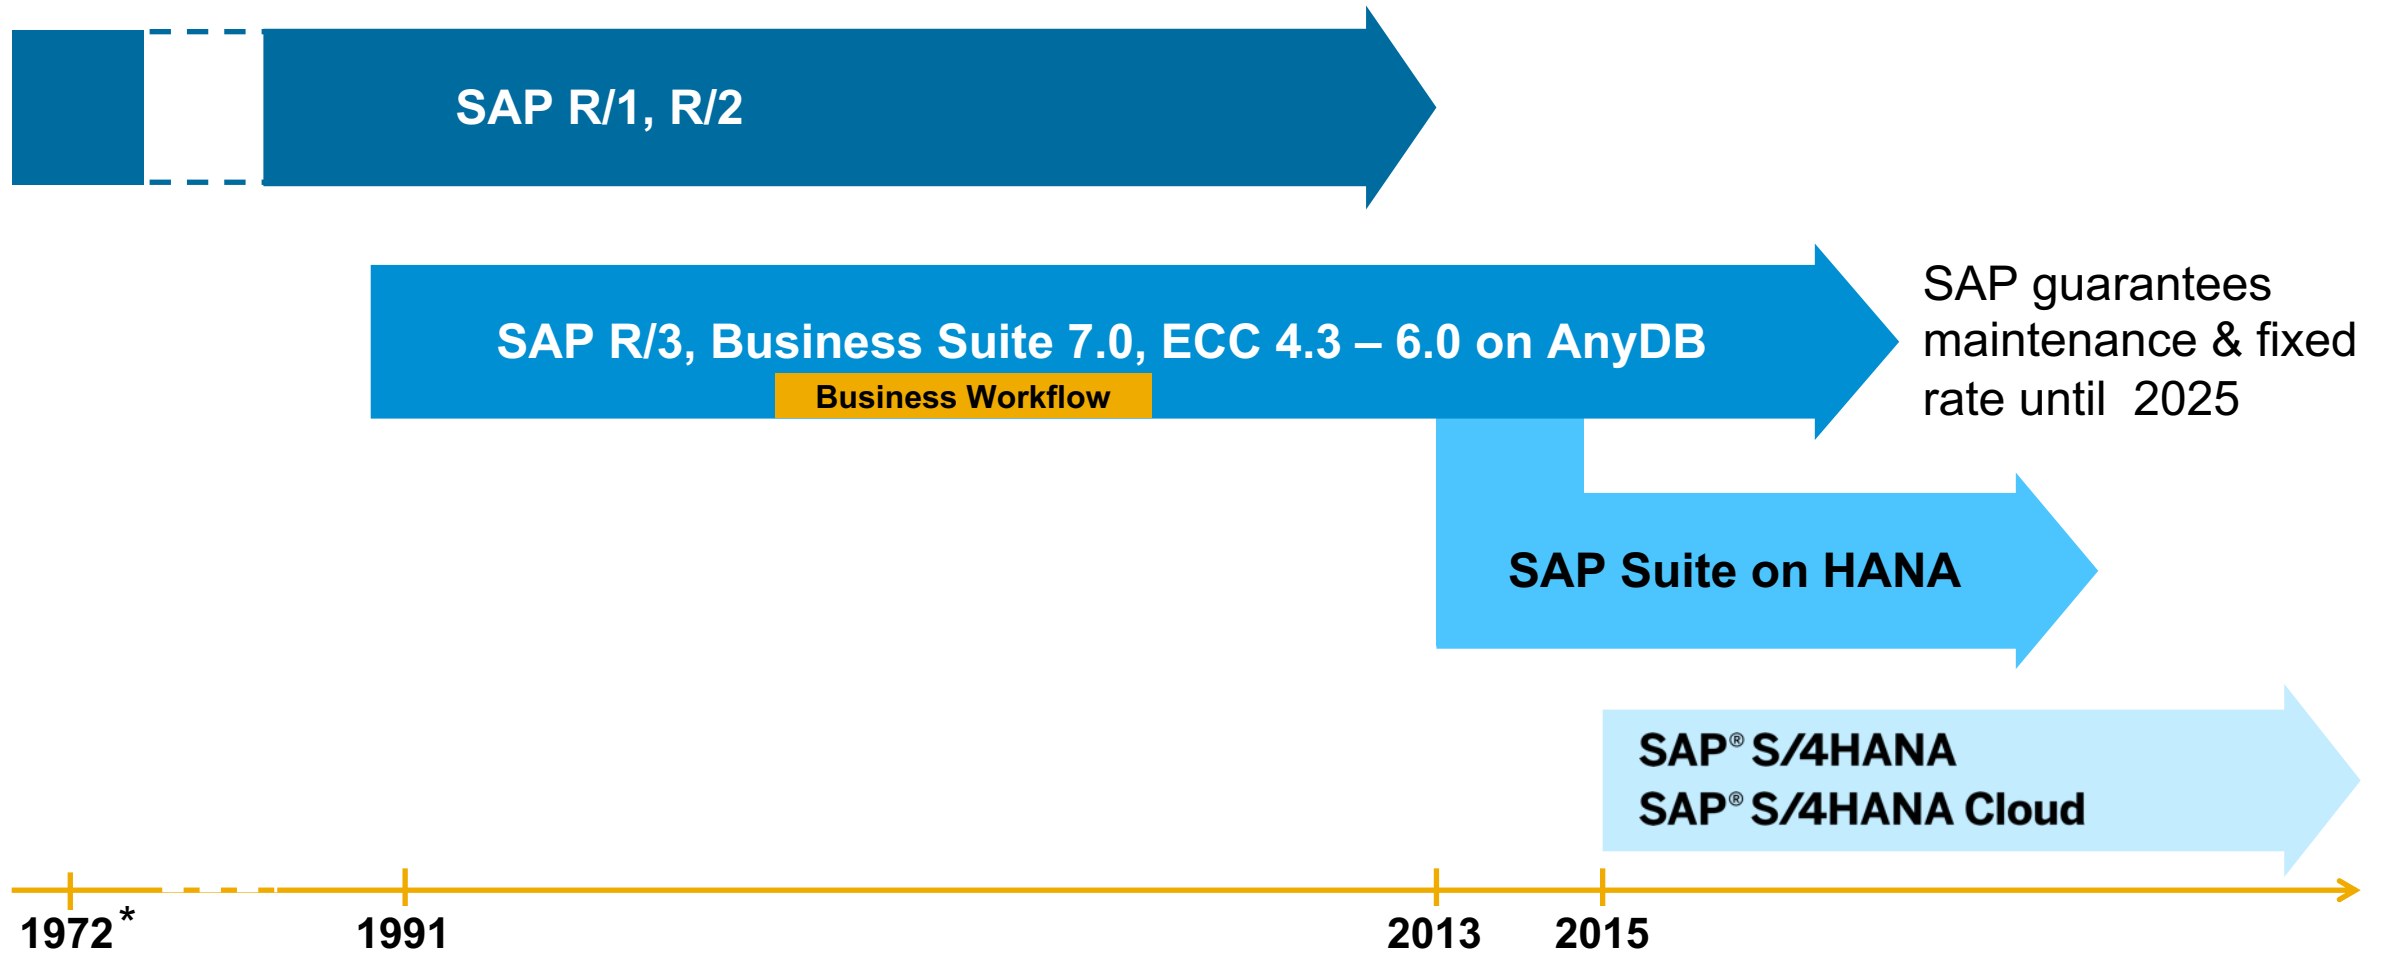 SAP R/1, R/2
SAP R/3, Business Suite 7.0, ECC 4.3 – 6.0 on AnyDB
Business Workflow
SAP guarantees
maintenance & fixed
rate until 2025
SAP Suite on HANA
SAP® S/4HANA
SAP® S/4HANA Cloud
1972* 1991 2013 2015